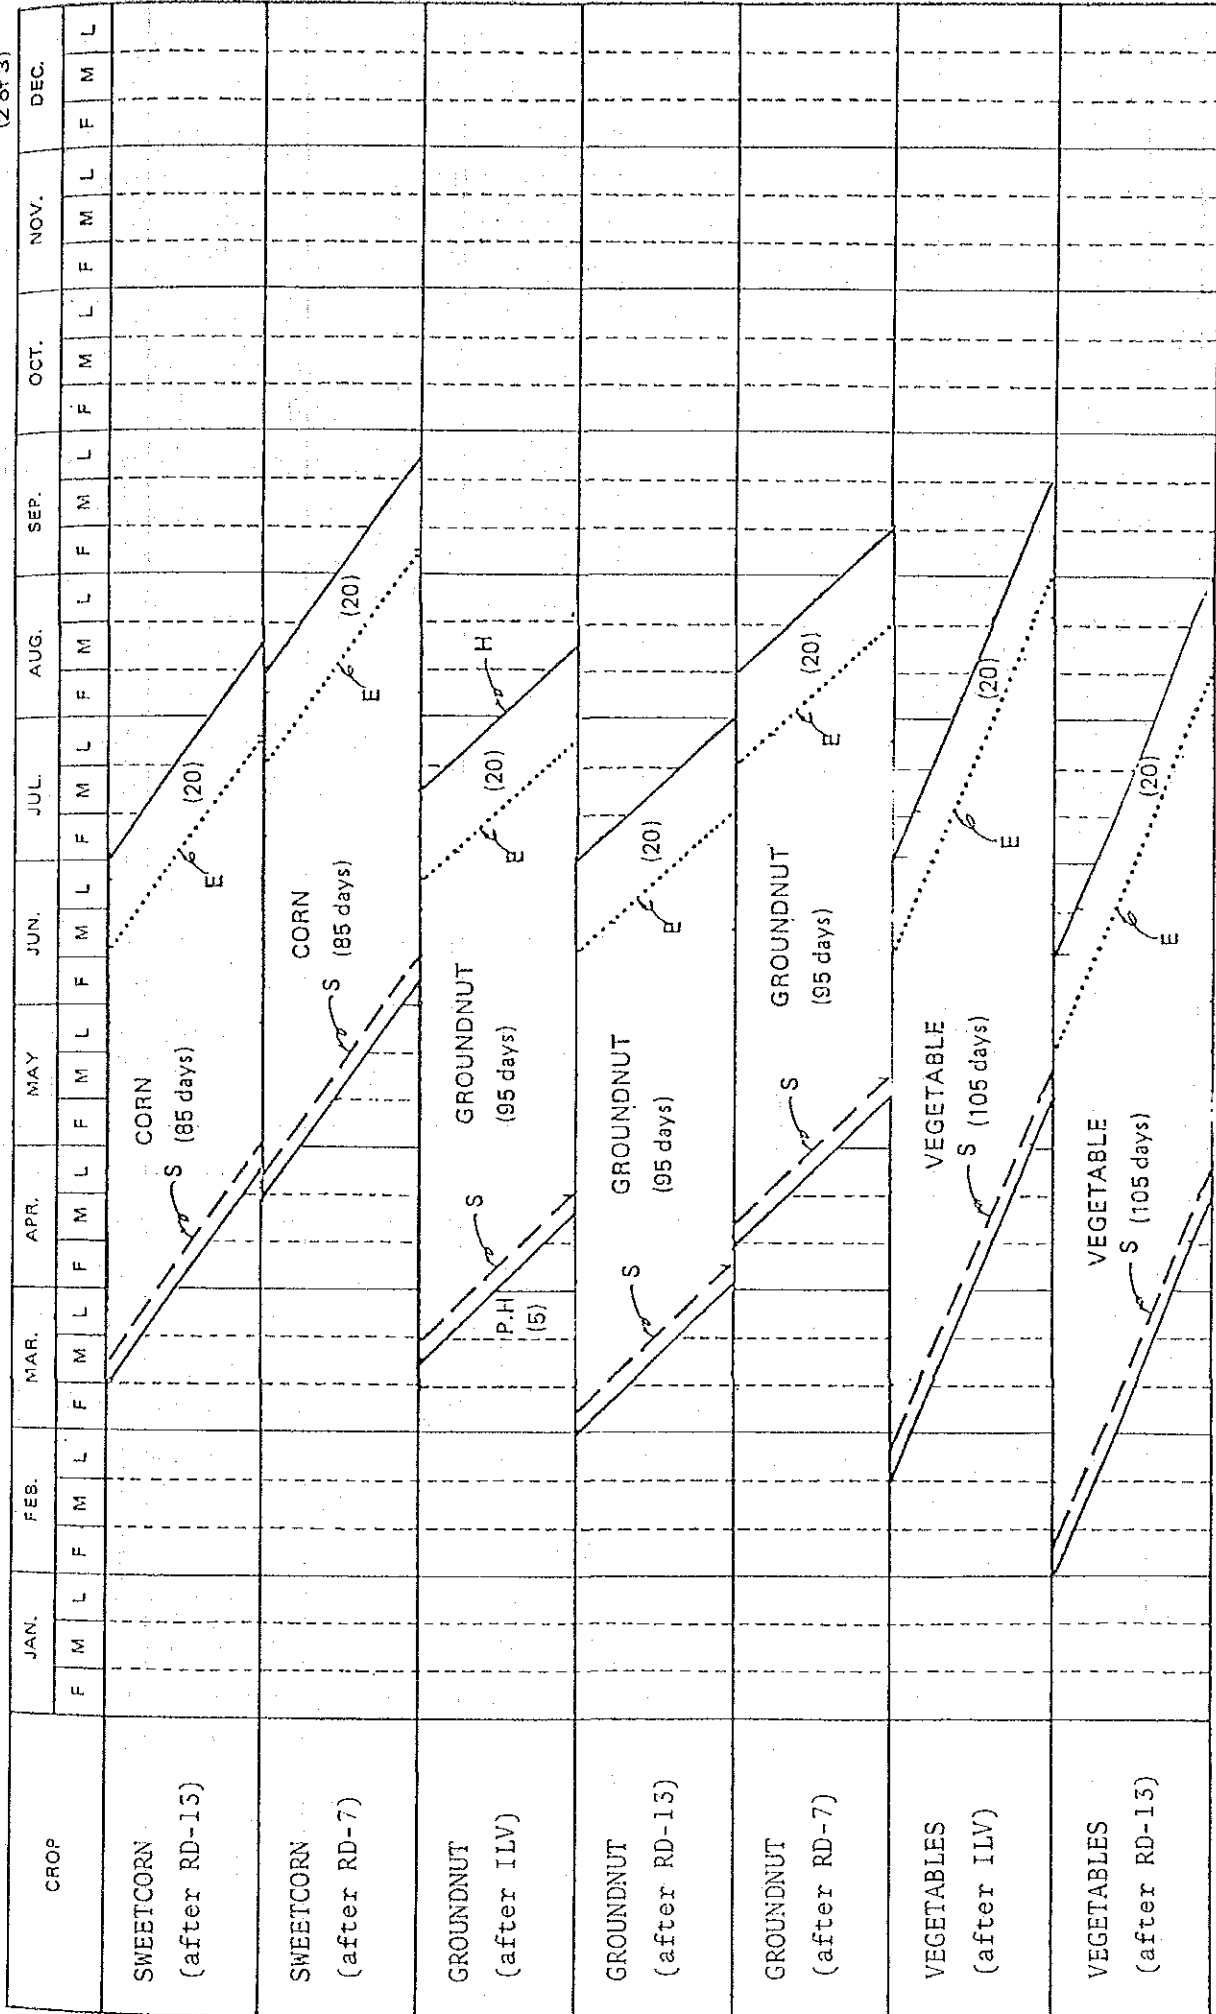 (2 of 3)
CROP
JAN. FEB. MAR. APR. MAY JUN. JUL. AUG. SEP. OCT. NOV. DEC.
F M L F M L F M L F M L F M L F M L F M L F M L F M L F M L F M L F M L
SWEETCORN
(after RD-13)
S
CORN
(85 days)
E
(20)
SWEETCORN
(after RD-7)
S
CORN
(85 days)
E
(20)
GROUNDNUT
(after ILV)
P.H
(5)
S
GROUNDNUT
(95 days)
E
(20)
H
GROUNDNUT
(after RD-13)
S
GROUNDNUT
(95 days)
E
(20)
GROUNDNUT
(after RD-7)
S
GROUNDNUT
(95 days)
E
(20)
VEGETABLES
(after ILV)
VEGETABLE
S (105 days)
E
(20)
VEGETABLES
(after RD-13)
VEGETABLE
S (105 days)
E
(20)